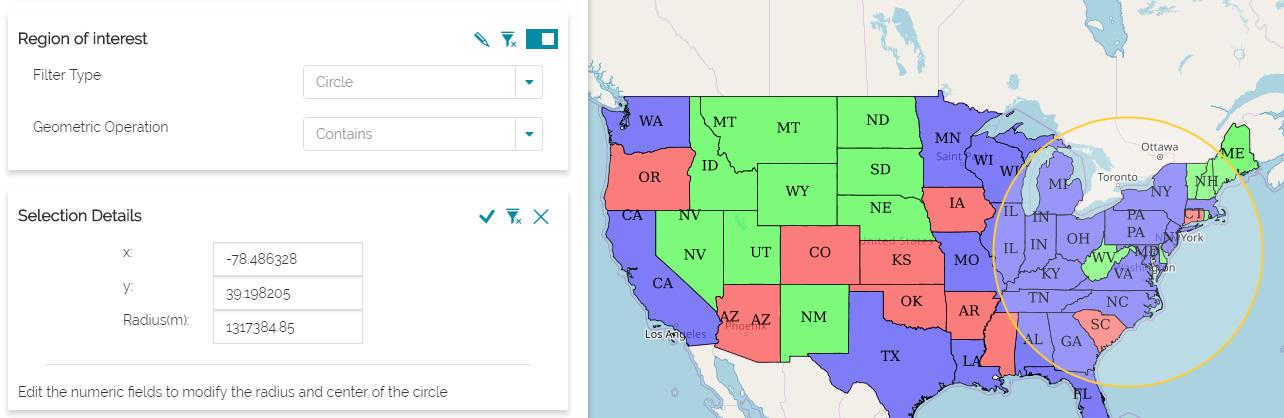 Region of interest
Filter Type
Circle
Geometric Operation
Contains
Selection Details
x:
-78.486328
y:
39.198205
Radius(m):
1317384.85
Edit the numeric fields to modify the radius and center of the circle
WA
MT
MT
ND
MN
Saint P
WI
WI
Ottawa
ME
OR
ID
SD
Toronto
MI
NH
WY
NY
CA
NV
NE
IA
IL
IN
PA
CT
United States
PA
York
NV
UT
CO
KS
MO
IL
IN
OH
NJ
WV
MD
Washington
CA
KY
VA
AZ
AZ
NM
OK
AR
TN
NC
Los Angeles
Phoenix
SC
TX
LA
AL
GA
FL